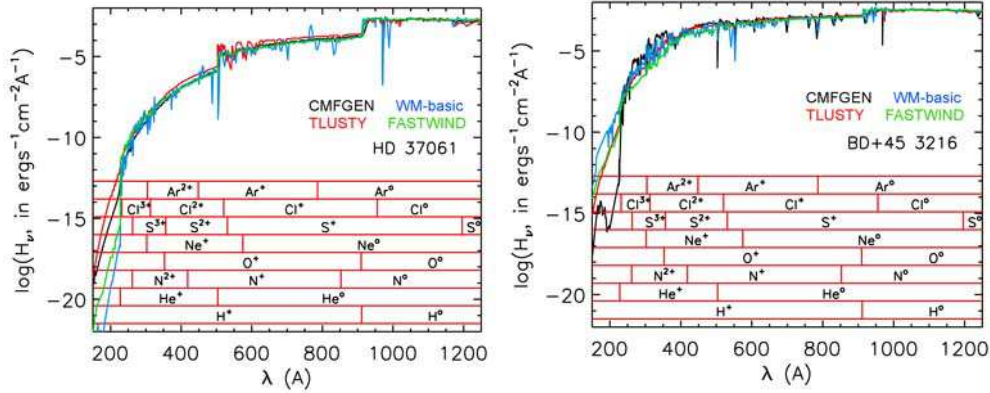 log(Hν, in ergs⁻¹cm⁻²A⁻¹)
-5
-10
-15
-20
CMFGEN WM-basic
TLUSTY FASTWIND
HD 37061
Ar²⁺ Ar⁺ Ar⁰
Cl³⁺ Cl²⁺ Cl⁺ Cl⁰
S³⁺ S²⁺ S⁺ S⁰
Ne⁺ Ne⁰
O⁺ O⁰
N²⁺ N⁺ N⁰
He⁺ He⁰
H⁺ H⁰
200 400 600 800 1000 1200
λ (A)
log(Hν, in ergs⁻¹cm⁻²A⁻¹)
-5
-10
-15
-20
CMFGEN WM-basic
TLUSTY FASTWIND
BD+45 3216
Ar²⁺ Ar⁺ Ar⁰
Cl³⁺ Cl²⁺ Cl⁺ Cl⁰
S³⁺ S²⁺ S⁺ S⁰
Ne⁺ Ne⁰
O⁺ O⁰
N²⁺ N⁺ N⁰
He⁺ He⁰
H⁺ H⁰
200 400 600 800 1000 1200
λ (A)